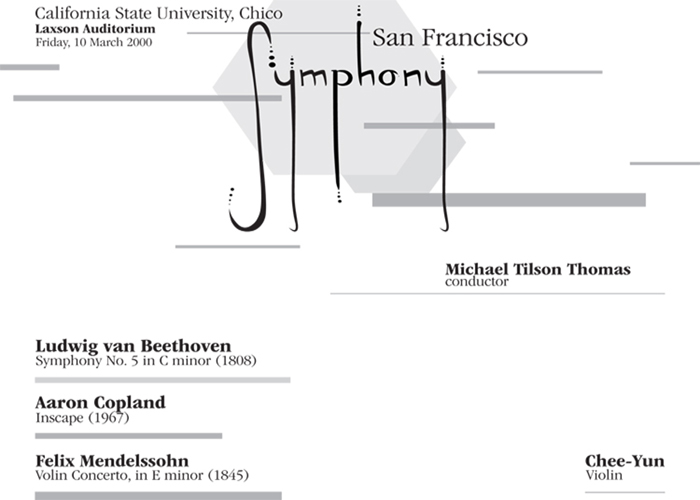 California State University, Chico
Laxson Auditorium
Friday, 10 March 2000
San Francisco
Symphony
Michael Tilson Thomas
conductor
Ludwig van Beethoven
Symphony No. 5 in C minor (1808)
Aaron Copland
Inscape (1967)
Felix Mendelssohn
Volin Concerto, in E minor (1845)
Chee-Yun
Violin